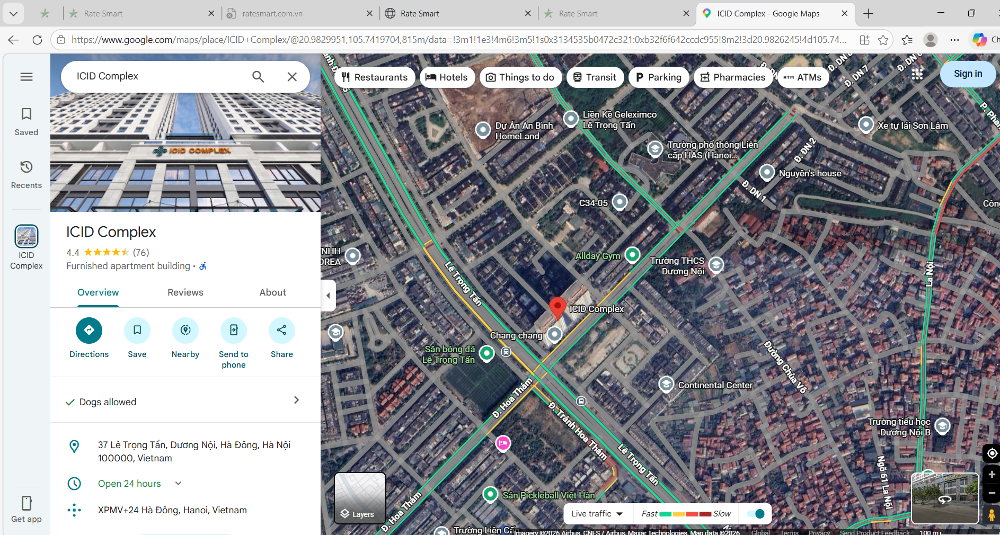 Rate Smart
ratesmart.com.vn
Rate Smart
Rate Smart
ICID Complex - Google Maps
https://www.google.com/maps/place/ICID+Complex/@20.9829951,105.7419704,815m/data=!3m1!1e3!4m6!3m5!1s0x3134535b0472c321:0xb32f6f642ccdc955!8m2!3d20.9826245!4d105.74...
Saved
Recents
ICID
Complex
Get app
ICID Complex
ICID COMPLEX
ICID Complex
4.4
(76)
Furnished apartment building ·
Overview
Reviews
About
Directions
Save
Nearby
Send to
phone
Share
Dogs allowed
37 Lê Trọng Tấn, Dương Nội, Hà Đông, Hà Nội
100000, Vietnam
Open 24 hours
XPMV+24 Hà Đông, Hanoi, Vietnam
Restaurants
Hotels
Things to do
Transit
Parking
Pharmacies
ATMs
Sign in
Đ. DN 7
Liền Kề Geleximco
Lê Trọng Tấn
Dự Án An Bình
HomeLand
Xe tự lái Sơn Lâm
Trường phổ thông Liên
cấp HAS (Hanoi...
Đ. ĐN 2
Nguyên's house
Đ. DN 1
C34-05
Allday Gym
Trường THCS
Dương Nội
La Nội
Lê Trọng Tấn
ICID Complex
Chang chang
Sân bóng đá
Lê Trọng Tấn
Đường Chùa Võ
Continental Center
Đ. Hoa Thám
Đ. Tránh Hoa Thám
Lê Trọng Tấn
Trường tiểu học
Dương Nội B
Ngõ 61 La Nội
Sân Pickleball Việt Hàn
Đ. Hoa Thám
Layers
Live traffic
Fast
Slow
Trường Liên Cấp
Imagery ©2026 Airbus, CNES / Airbus, Maxar Technologies, Map data ©2026
Global
Terms
Privacy
Send Product Feedback
100 m